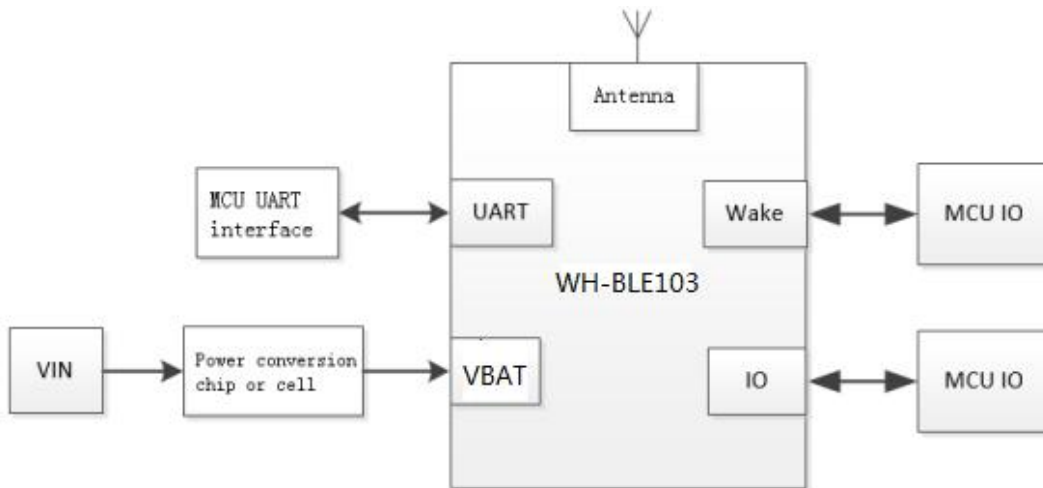 Antenna
MCU UART
interface
UART
Wake
MCU IO
WH-BLE103
VIN
Power conversion
chip or cell
VBAT
IO
MCU IO